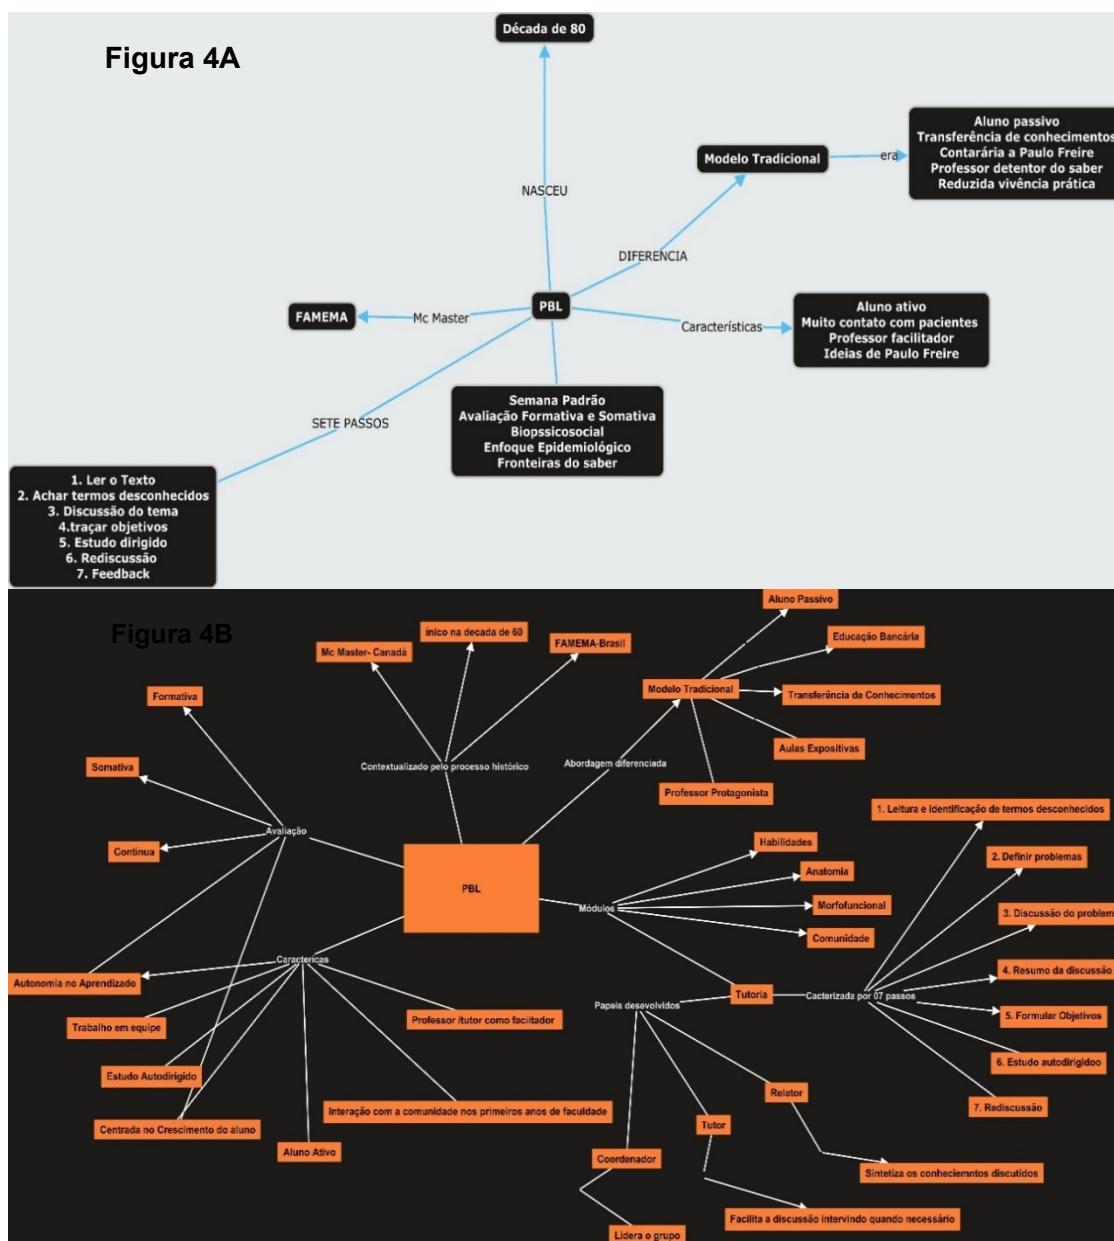 Figura 4A
Década de 80
NASCEU
Modelo Tradicional
era
Aluno passivo
Transferência de conhecimentos
Contarária a Paulo Freire
Professor detentor do saber
Reduzida vivência prática
DIFERENCIA
FAMEMA
Mc Master
PBL
Características
Aluno ativo
Muito contato com pacientes
Professor facilitador
Ideias de Paulo Freire
SETE PASSOS
Semana Padrão
Avaliação Formativa e Somativa
Biopssicosocial
Enfoque Epidemiológico
Fronteiras do saber
1. Ler o Texto
2. Achar termos desconhecidos
3. Discussão do tema
4.traçar objetivos
5. Estudo dirigido
6. Rediscussão
7. Feedback
Figura 4B
Mc Master- Canadá
ínico na decada de 60
FAMEMA-Brasil
Contextualizado pelo processo histórico
Abordagem diferenciada
Modelo Tradicional
Aluno Passivo
Educação Bancária
Transferência de Conhecimentos
Aulas Expositivas
Professor Protagonista
Formativa
Somativa
Contínua
Avaliação
PBL
Módulos
Habilidades
Anatomia
Morfofuncional
Comunidade
Tutoria
Cacterizada por 07 passos
1. Leitura e identificação de termos desconhecidos
2. Definir problemas
3. Discussão do problem
4. Resumo da discussão
5. Formular Objetivos
6. Estudo autodirigidoo
7. Rediscussão
Caractericas
Autonomia no Aprendizado
Trabalho em equipe
Estudo Autodirigido
Centrada no Crescimento do aluno
Aluno Ativo
Interação com a comunidade nos primeiros anos de faculdade
Professor /tutor como faciitador
Papeis desevolvidos
Coordenador
Lidera o grupo
Tutor
Facilita a discussão intervindo quando necessário
Relator
Sintetiza os conheciemntos discutidos